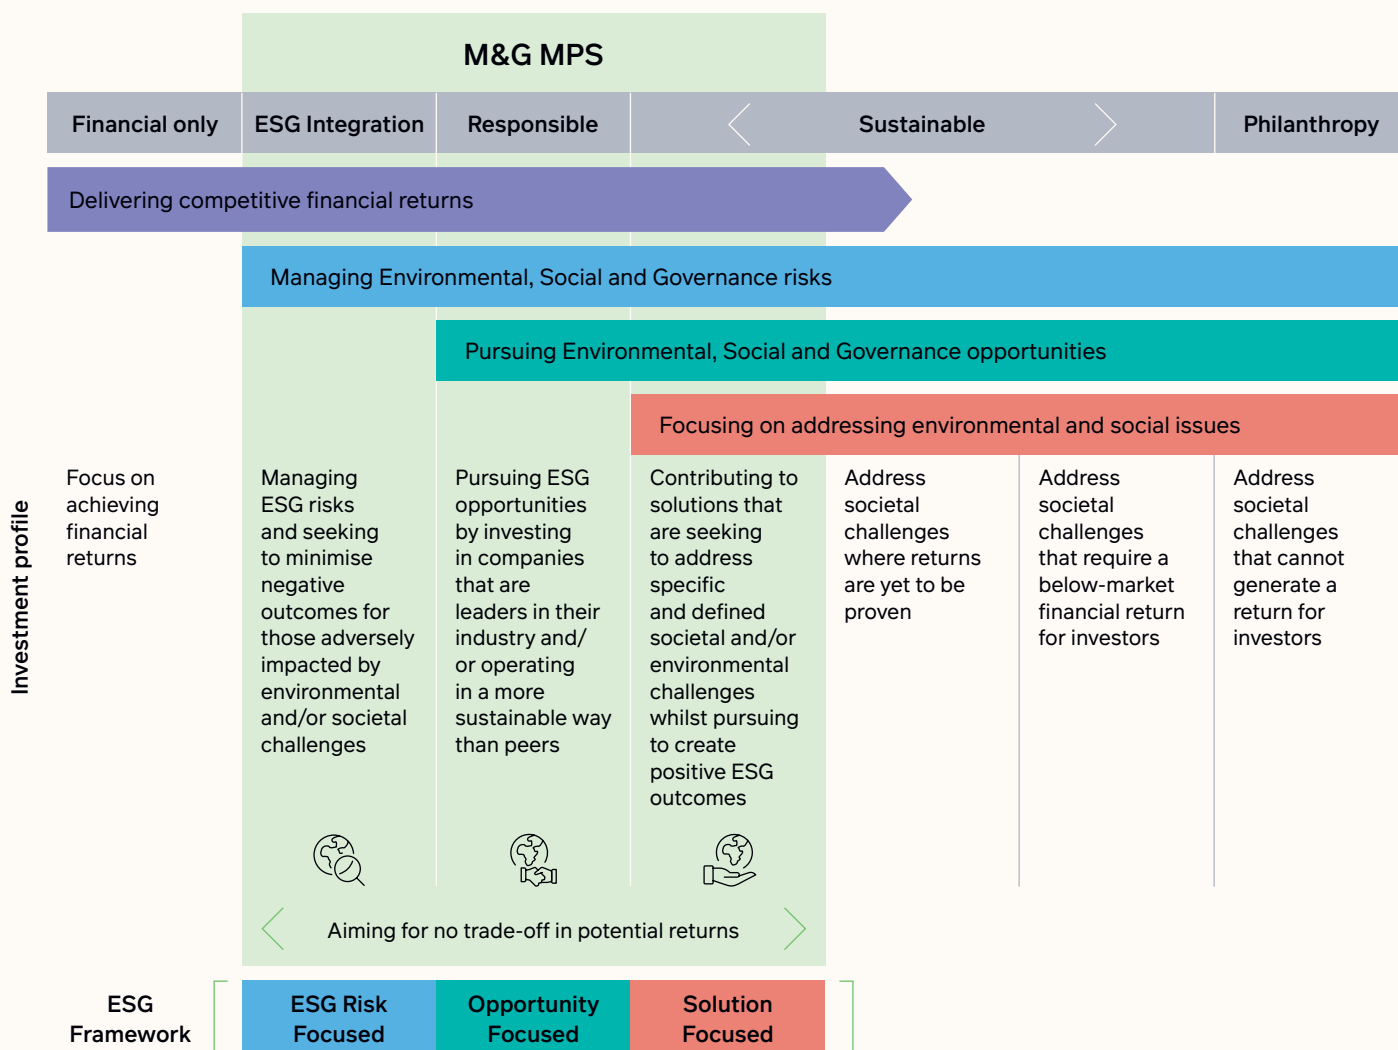 M&G MPS
Financial only
ESG Integration
Responsible
Sustainable
Philanthropy
Delivering competitive financial returns
Managing Environmental, Social and Governance risks
Pursuing Environmental, Social and Governance opportunities
Focusing on addressing environmental and social issues
Investment profile
Focus on
achieving
financial
returns
Managing
ESG risks
and seeking
to minimise
negative
outcomes for
those adversely
impacted by
environmental
and/or societal
challenges
Pursuing ESG
opportunities
by investing
in companies
that are
leaders in their
industry and/
or operating
in a more
sustainable way
than peers
Contributing to
solutions that
are seeking
to address
specific
and defined
societal and/or
environmental
challenges
whilst pursuing
to create
positive ESG
outcomes
Address
societal
challenges
where returns
are yet to be
proven
Address
societal
challenges
that require a
below-market
financial return
for investors
Address
societal
challenges
that cannot
generate a
return for
investors
Aiming for no trade-off in potential returns
ESG
Framework
ESG Risk
Focused
Opportunity
Focused
Solution
Focused